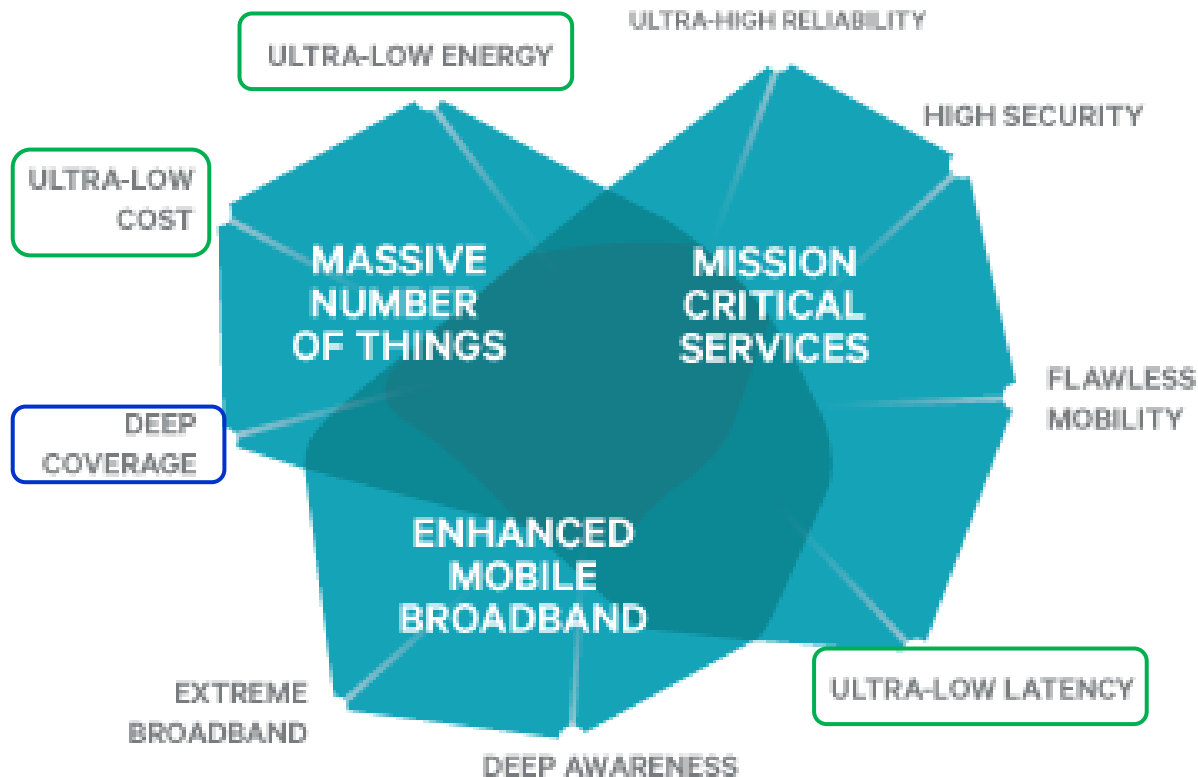 ULTRA-HIGH RELIABILITY
ULTRA-LOW ENERGY
HIGH SECURITY
ULTRA-LOW
COST
MASSIVE
NUMBER
OF THINGS
MISSION
CRITICAL
SERVICES
FLAWLESS
MOBILITY
DEEP
COVERAGE
ENHANCED
MOBILE
BROADBAND
EXTREME
BROADBAND
ULTRA-LOW LATENCY
DEEP AWARENESS